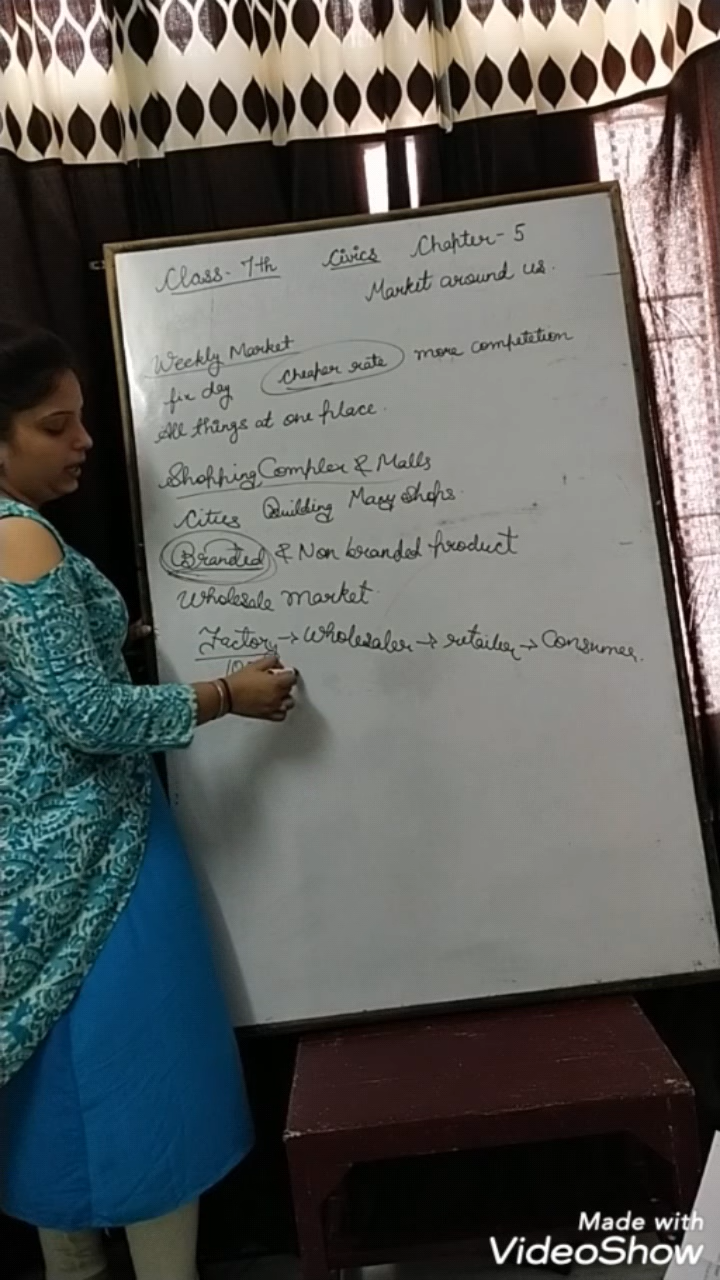 Class-7th Civics Chapter-5
Market around us.
Weekly Market
fix day cheaper rate more competetion
All things at one place.
Shopping Complex & Malls
Cities Building Many Shops.
Branded & Non branded product
Wholesale market.
Factory → Wholesaler → retailer → Consumer.
Made with
VideoShow